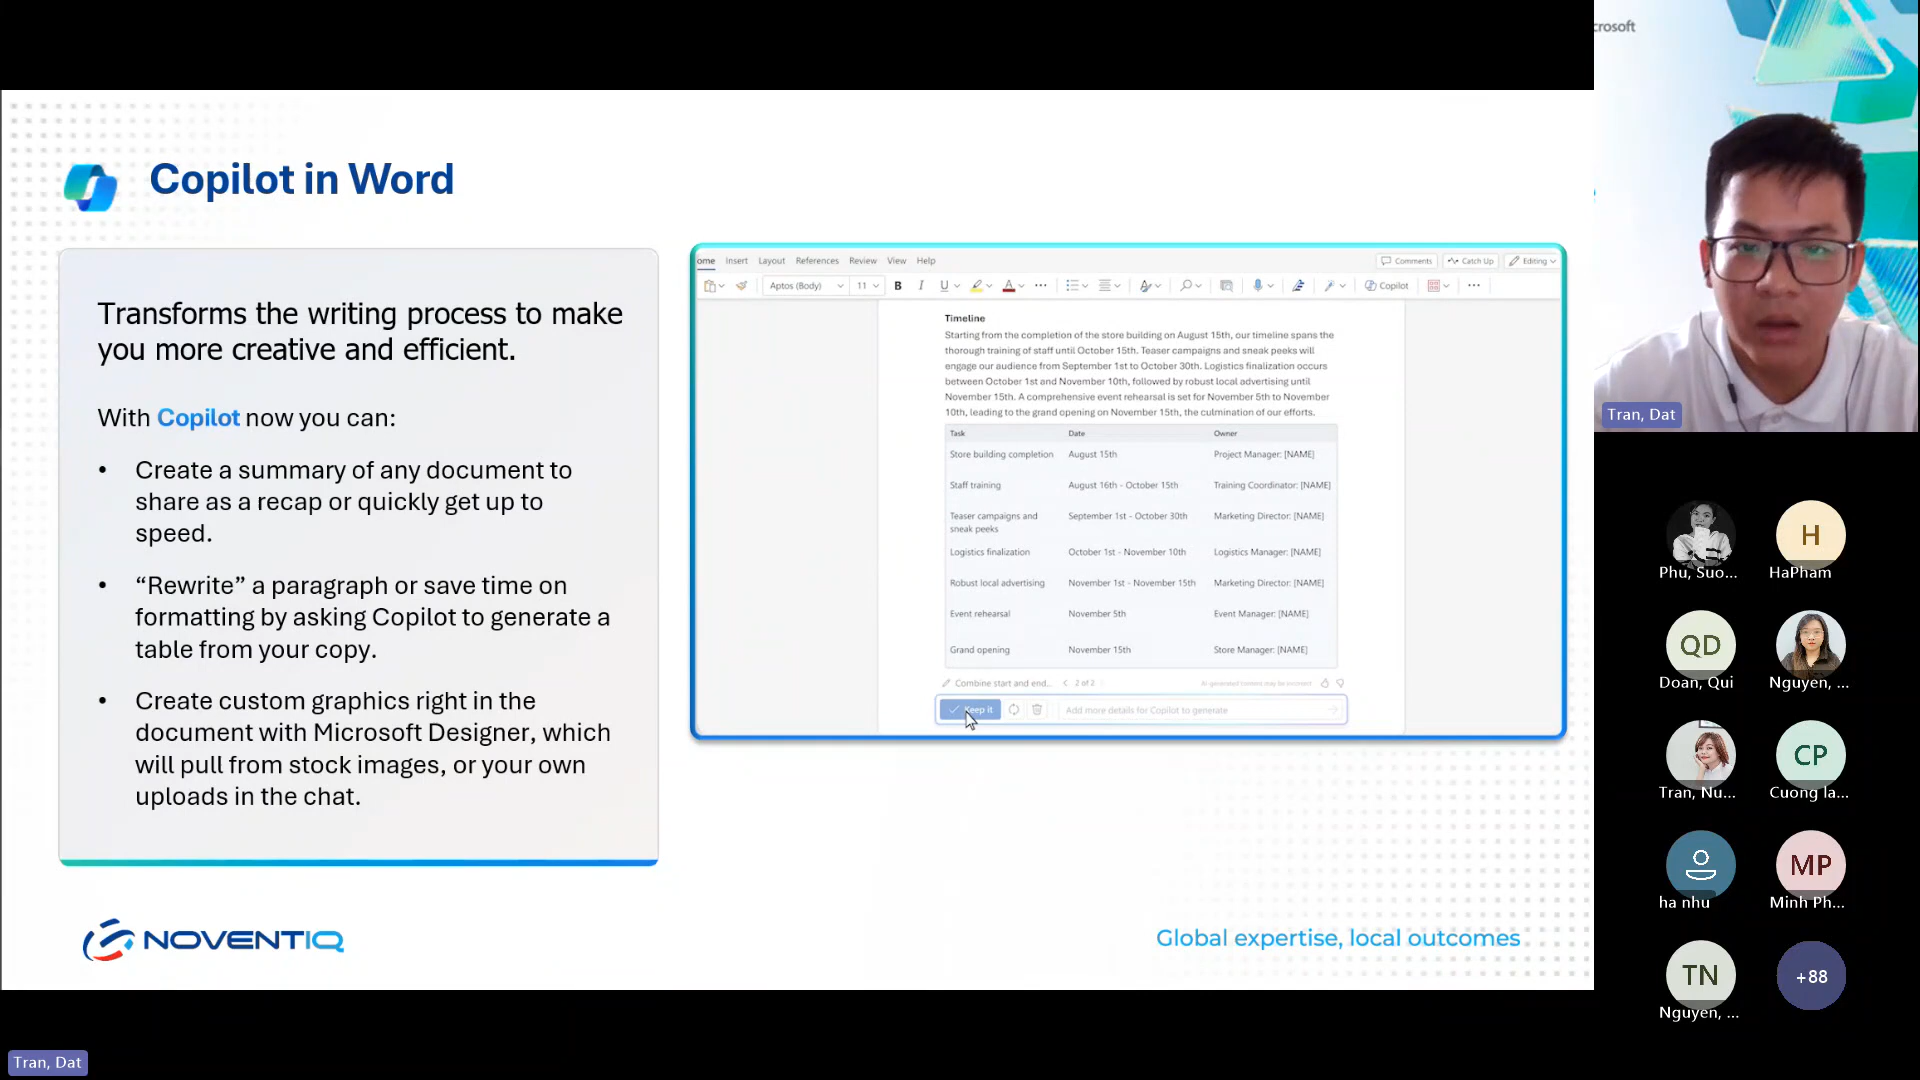 crosoft
Copilot in Word
Transforms the writing process to make
you more creative and efficient.
With Copilot now you can:
• Create a summary of any document to
share as a recap or quickly get up to
speed.
• “Rewrite” a paragraph or save time on
formatting by asking Copilot to generate a
table from your copy.
• Create custom graphics right in the
document with Microsoft Designer, which
will pull from stock images, or your own
uploads in the chat.
ome Insert Layout References Review View Help Comments Catch Up Editing
Aptos (Body) 11 B I U A Copilot
Timeline
Starting from the completion of the store building on August 15th, our timeline spans the
thorough training of staff until October 15th. Teaser campaigns and sneak peeks will
engage our audience from September 1st to October 30th. Logistics finalization occurs
between October 1st and November 10th, followed by robust local advertising until
November 15th. A comprehensive event rehearsal is set for November 5th to November
10th, leading to the grand opening on November 15th, the culmination of our efforts.
Task Date Owner
Store building completion August 15th Project Manager: [NAME]
Staff training August 16th - October 15th Training Coordinator: [NAME]
Teaser campaigns and September 1st - October 30th Marketing Director: [NAME]
sneak peeks
Logistics finalization October 1st - November 10th Logistics Manager: [NAME]
Robust local advertising November 1st - November 15th Marketing Director: [NAME]
Event rehearsal November 5th Event Manager: [NAME]
Grand opening November 15th Store Manager: [NAME]
Combine start and end... < 2 of 2 AI-generated content may be incorrect
Keep it Add more details for Copilot to generate
NOVENTIQ
Global expertise, local outcomes
Tran, Dat
Tran, Dat
H
Phu, Suo... HaPham
QD
Doan, Qui Nguyen, ...
CP
Tran, Nu... Cuong la...
MP
ha nhu Minh Ph...
TN +88
Nguyen, ...